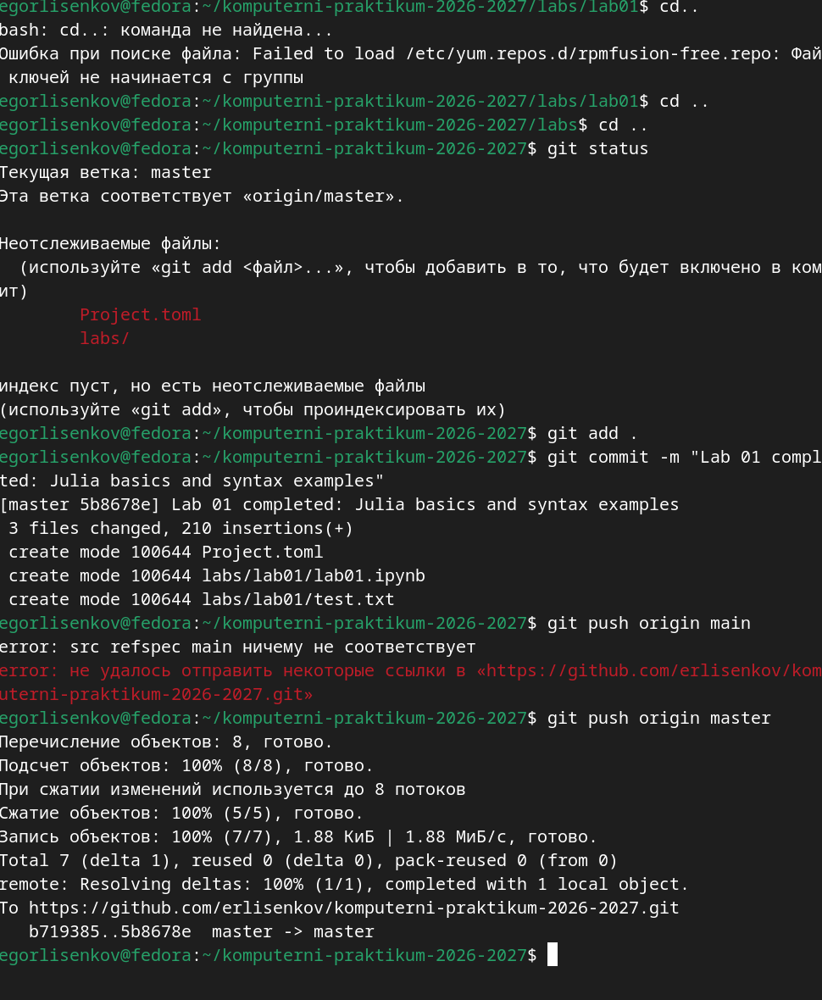 egorlisenkov@fedora:~/komputerni-praktikum-2026-2027/labs/lab01$ cd..
bash: cd..: команда не найдена...
Ошибка при поиске файла: Failed to load /etc/yum.repos.d/rpmfusion-free.repo: Фай
ключей не начинается с группы
egorlisenkov@fedora:~/komputerni-praktikum-2026-2027/labs/lab01$ cd ..
egorlisenkov@fedora:~/komputerni-praktikum-2026-2027/labs$ cd ..
egorlisenkov@fedora:~/komputerni-praktikum-2026-2027$ git status
Текущая ветка: master
Эта ветка соответствует «origin/master».
Неотслеживаемые файлы:
(используйте «git add <файл>...», чтобы добавить в то, что будет включено в ком
ит)
Project.toml
labs/
индекс пуст, но есть неотслеживаемые файлы
(используйте «git add», чтобы проиндексировать их)
egorlisenkov@fedora:~/komputerni-praktikum-2026-2027$ git add .
egorlisenkov@fedora:~/komputerni-praktikum-2026-2027$ git commit -m "Lab 01 compl
ted: Julia basics and syntax examples"
[master 5b8678e] Lab 01 completed: Julia basics and syntax examples
3 files changed, 210 insertions(+)
create mode 100644 Project.toml
create mode 100644 labs/lab01/lab01.ipynb
create mode 100644 labs/lab01/test.txt
egorlisenkov@fedora:~/komputerni-praktikum-2026-2027$ git push origin main
error: src refspec main ничему не соответствует
error: не удалось отправить некоторые ссылки в «https://github.com/erlisenkov/kom
uterni-praktikum-2026-2027.git»
egorlisenkov@fedora:~/komputerni-praktikum-2026-2027$ git push origin master
Перечисление объектов: 8, готово.
Подсчет объектов: 100% (8/8), готово.
При сжатии изменений используется до 8 потоков
Сжатие объектов: 100% (5/5), готово.
Запись объектов: 100% (7/7), 1.88 КиБ | 1.88 МиБ/с, готово.
Total 7 (delta 1), reused 0 (delta 0), pack-reused 0 (from 0)
remote: Resolving deltas: 100% (1/1), completed with 1 local object.
To https://github.com/erlisenkov/komputerni-praktikum-2026-2027.git
b719385..5b8678e  master -> master
egorlisenkov@fedora:~/komputerni-praktikum-2026-2027$